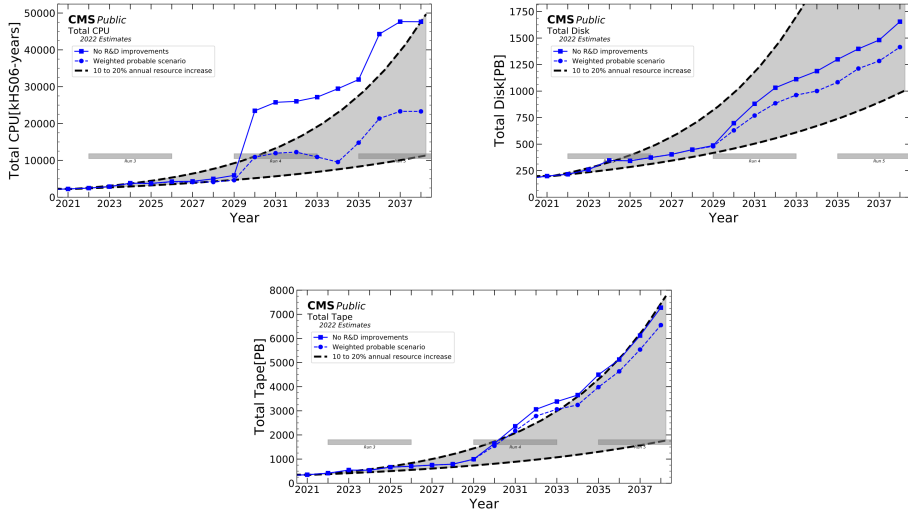 CMS Public
Total CPU
2022 Estimates
No R&D improvements
Weighted probable scenario
10 to 20% annual resource increase
50000
40000
30000
20000
10000
0
Total CPU[kHS06-years]
Run 3
Run 4
2021 2023 2025 2027 2029 2031 2033 2035 2037
Year
CMS Public
Total Disk
2022 Estimates
No R&D improvements
Weighted probable scenario
10 to 20% annual resource increase
1750
1500
1250
1000
750
500
250
0
Total Disk[PB]
Run 4
Run 5
2021 2023 2025 2027 2029 2031 2033 2035 2037
Year
CMS Public
Total Tape
2022 Estimates
No R&D improvements
Weighted probable scenario
10 to 20% annual resource increase
8000
7000
6000
5000
4000
3000
2000
1000
0
Total Tape[PB]
Run 3
Run 4
2021 2023 2025 2027 2029 2031 2033 2035 2037
Year